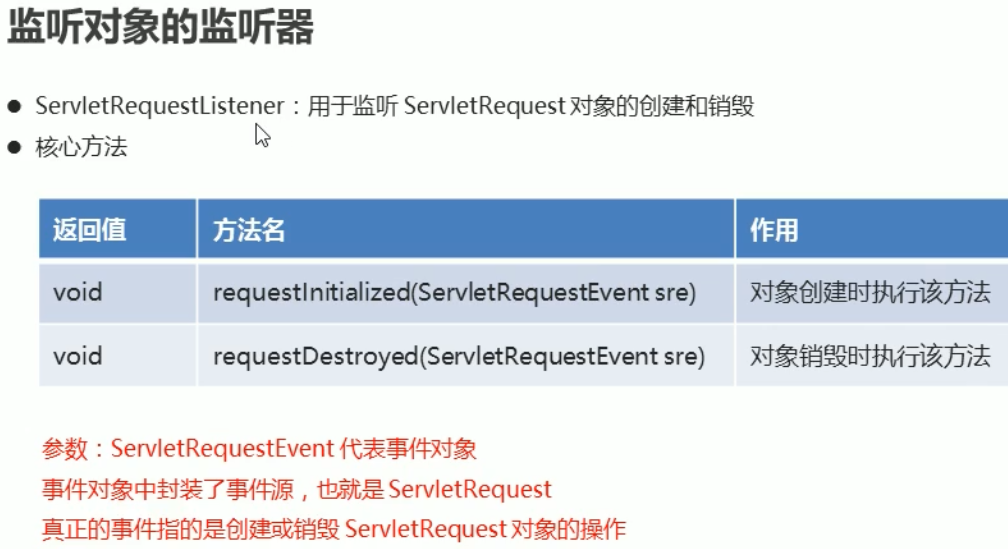 监听对象的监听器
● ServletRequestListener：用于监听 ServletRequest 对象的创建和销毁
● 核心方法
返回值 方法名 作用
void requestInitialized(ServletRequestEvent sre) 对象创建时执行该方法
void requestDestroyed(ServletRequestEvent sre) 对象销毁时执行该方法
参数：ServletRequestEvent 代表事件对象
事件对象中封装了事件源，也就是 ServletRequest
真正的事件指的是创建或销毁 ServletRequest 对象的操作